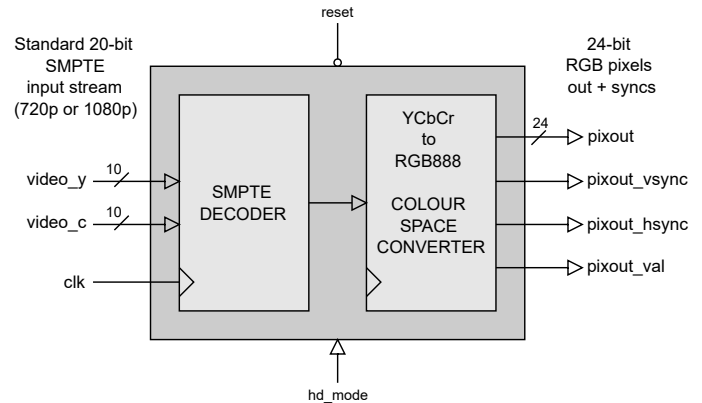 reset
Standard 20-bit
SMPTE
input stream
(720p or 1080p)
24-bit
RGB pixels
out + syncs
video_y
10
video_c
10
clk
SMPTE
DECODER
YCbCr
to
RGB888
COLOUR
SPACE
CONVERTER
24
pixout
pixout_vsync
pixout_hsync
pixout_val
hd_mode